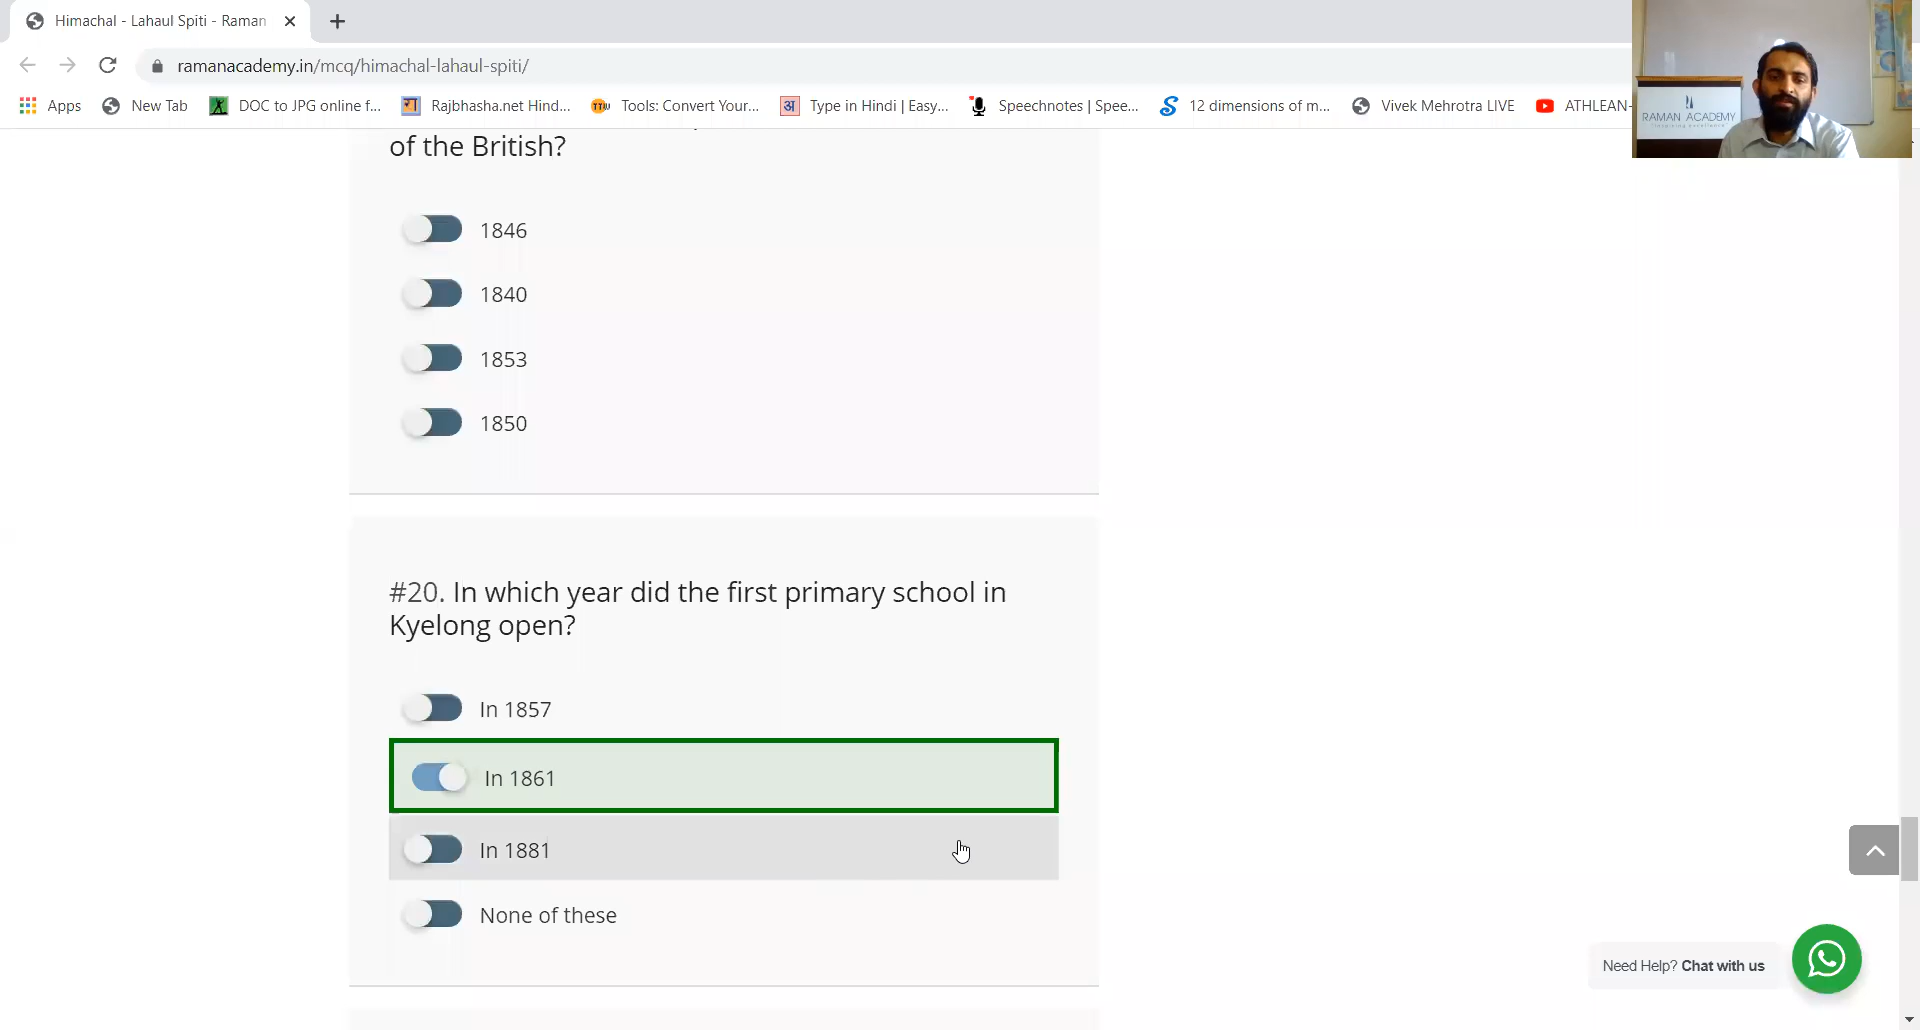 Himachal - Lahaul Spiti - Raman
ramanacademy.in/mcq/himachal-lahaul-spiti/
Apps New Tab DOC to JPG online f... Rajbhasha.net Hind... Tools: Convert Your... Type in Hindi | Easy... Speechnotes | Spee... 12 dimensions of m... Vivek Mehrotra LIVE ATHLEAN-
RAMAN ACADEMY
of the British?
1846
1840
1853
1850
#20. In which year did the first primary school in
Kyelong open?
In 1857
In 1861
In 1881
None of these
Need Help? Chat with us